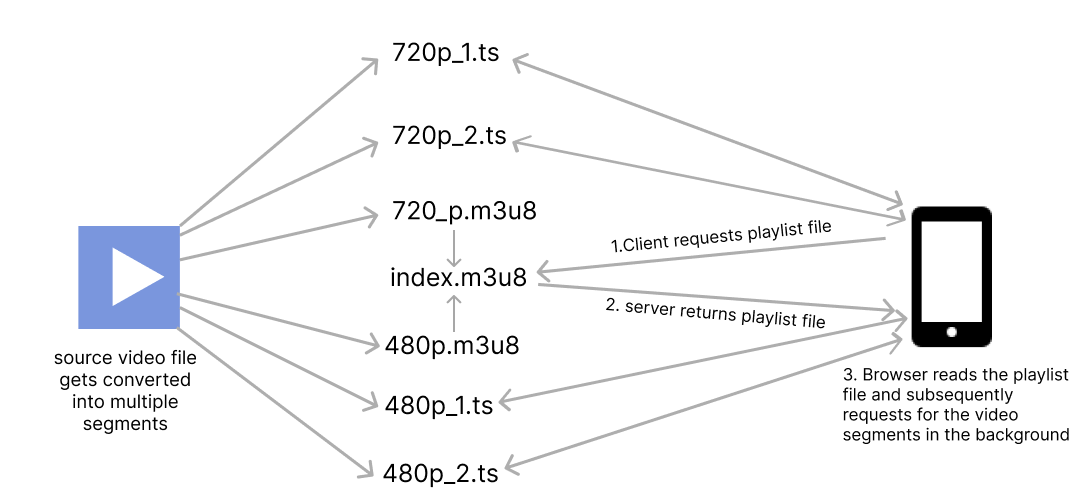 720p_1.ts
720p_2.ts
720_p.m3u8
1.Client requests playlist file
index.m3u8
2. server returns playlist file
480p.m3u8
source video file
gets converted
into multiple
segments
3. Browser reads the playlist
file and subsequently
requests for the video
segments in the background
480p_1.ts
480p_2.ts